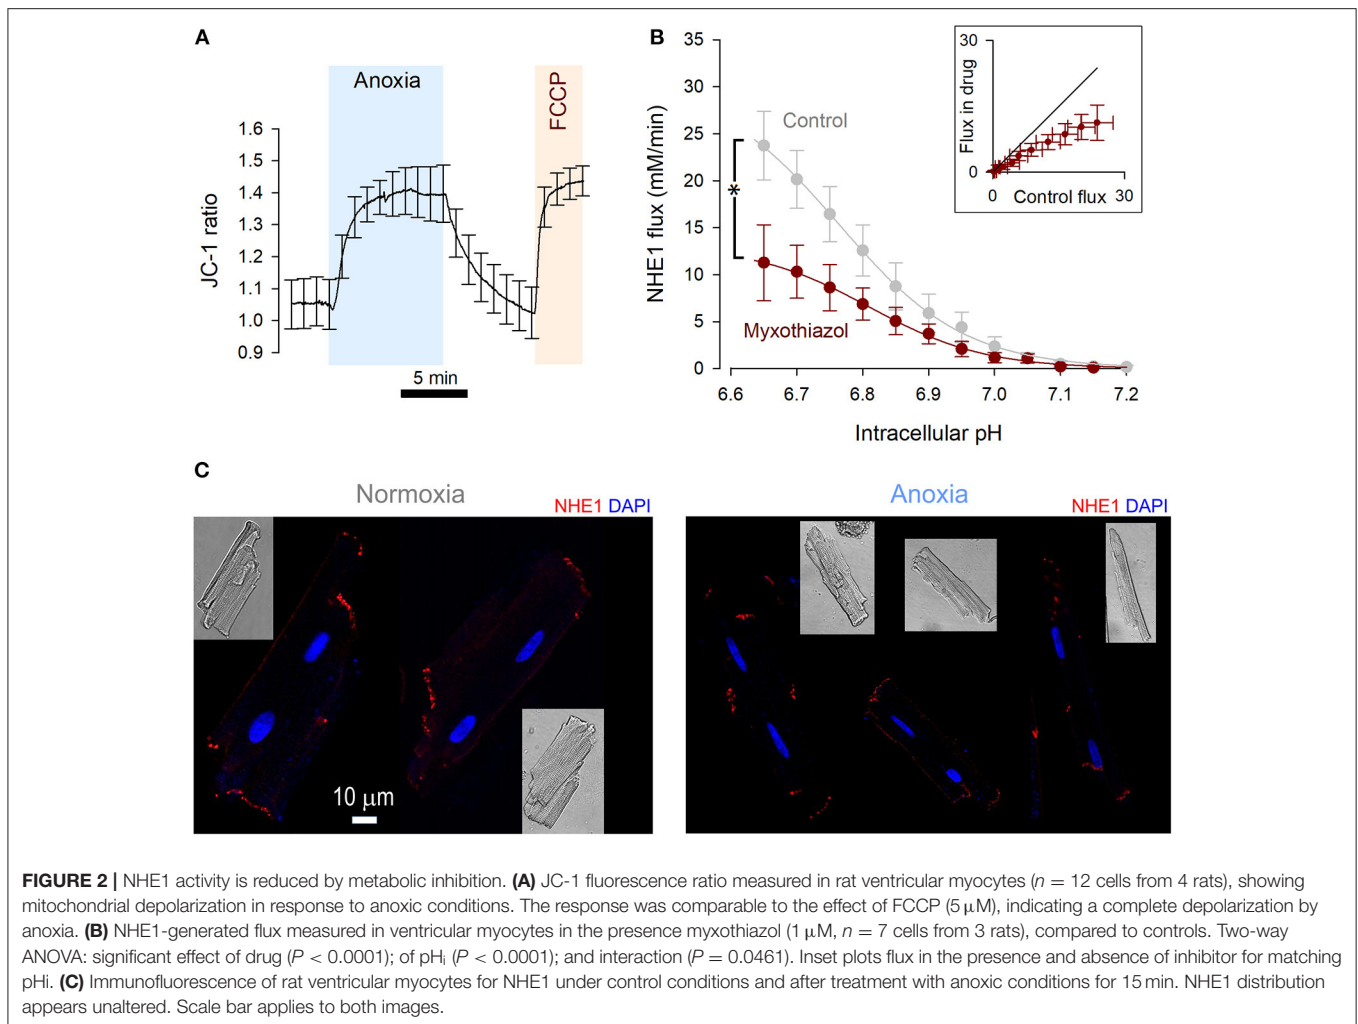 A
Anoxia
FCCP
JC-1 ratio
1.6
1.5
1.4
1.3
1.2
1.1
1.0
0.9
5 min
B
NHE1 flux (mM/min)
35
30
25
20
15
10
5
0
Control
*
Myxothiazol
6.6 6.7 6.8 6.9 7.0 7.1 7.2
Intracellular pH
30
Flux in drug
0
0 Control flux 30
C
Normoxia
NHE1 DAPI
10 μm
Anoxia
NHE1 DAPI
FIGURE 2 | NHE1 activity is reduced by metabolic inhibition. (A) JC-1 fluorescence ratio measured in rat ventricular myocytes (n = 12 cells from 4 rats), showing
mitochondrial depolarization in response to anoxic conditions. The response was comparable to the effect of FCCP (5 μM), indicating a complete depolarization by
anoxia. (B) NHE1-generated flux measured in ventricular myocytes in the presence myxothiazol (1 μM, n = 7 cells from 3 rats), compared to controls. Two-way
ANOVA: significant effect of drug (P < 0.0001); of pHi (P < 0.0001); and interaction (P = 0.0461). Inset plots flux in the presence and absence of inhibitor for matching
pHi. (C) Immunofluorescence of rat ventricular myocytes for NHE1 under control conditions and after treatment with anoxic conditions for 15 min. NHE1 distribution
appears unaltered. Scale bar applies to both images.